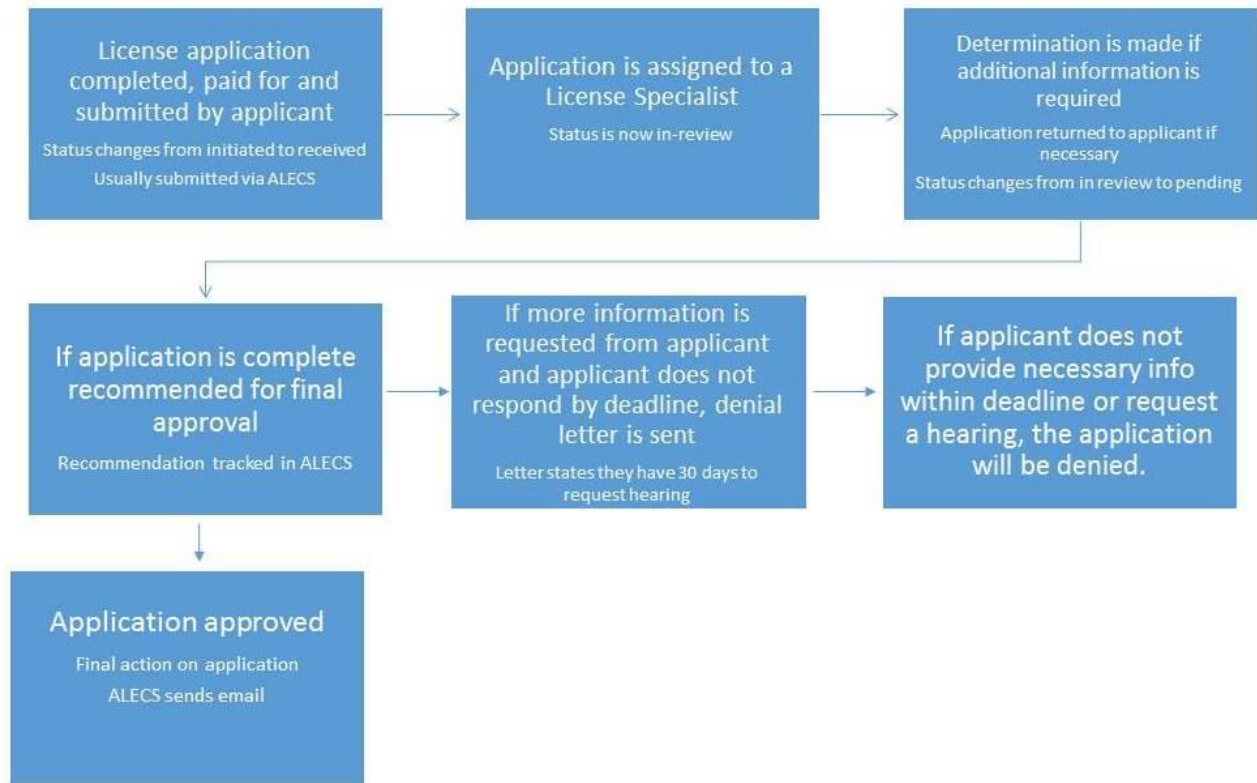 License application
completed, paid for and
submitted by applicant
Status changes from initiated to received
Usually submitted via ALECS
Application is assigned to a
License Specialist
Status is now in-review
Determination is made if
additional information is
required
Application returned to applicant if
necessary
Status changes from in review to pending
If application is complete
recommended for final
approval
Recommendation tracked in ALECS
If more information is
requested from applicant
and applicant does not
respond by deadline, denial
letter is sent
Letter states they have 30 days to
request hearing
If applicant does not
provide necessary info
within deadline or request
a hearing, the application
will be denied.
Application approved
Final action on application
ALECS sends email